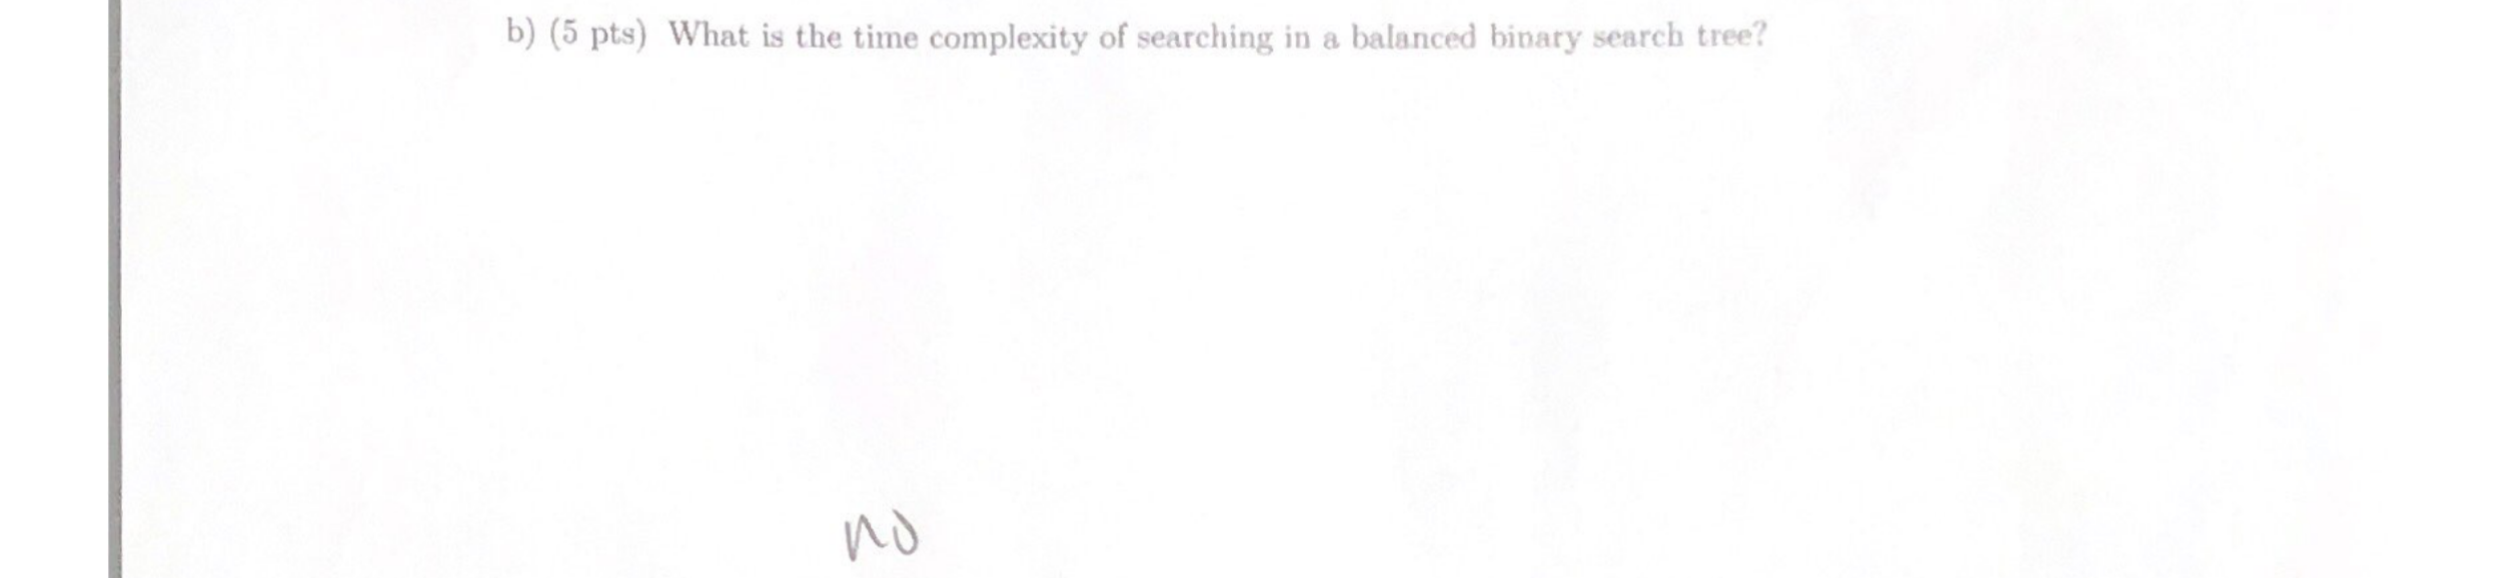 b) (5 pts) What is the time complexity of searching in a balanced binary search tree?
no